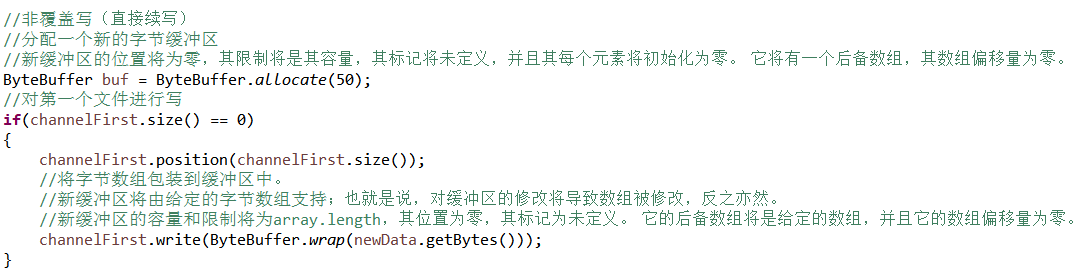 //非覆盖写（直接续写）
//分配一个新的字节缓冲区
//新缓冲区的位置将为零，其限制将是其容量，其标记将未定义，并且其每个元素将初始化为零。 它将有一个后备数组，其数组偏移量为零。
ByteBuffer buf = ByteBuffer.allocate(50);
//对第一个文件进行写
if(channelFirst.size() == 0)
{
    channelFirst.position(channelFirst.size());
    //将字节数组包装到缓冲区中。
    //新缓冲区将由给定的字节数组支持；也就是说，对缓冲区的修改将导致数组被修改，反之亦然。
    //新缓冲区的容量和限制将为array.length，其位置为零，其标记为未定义。 它的后备数组将是给定的数组，并且它的数组偏移量为零。
    channelFirst.write(ByteBuffer.wrap(newData.getBytes()));
}